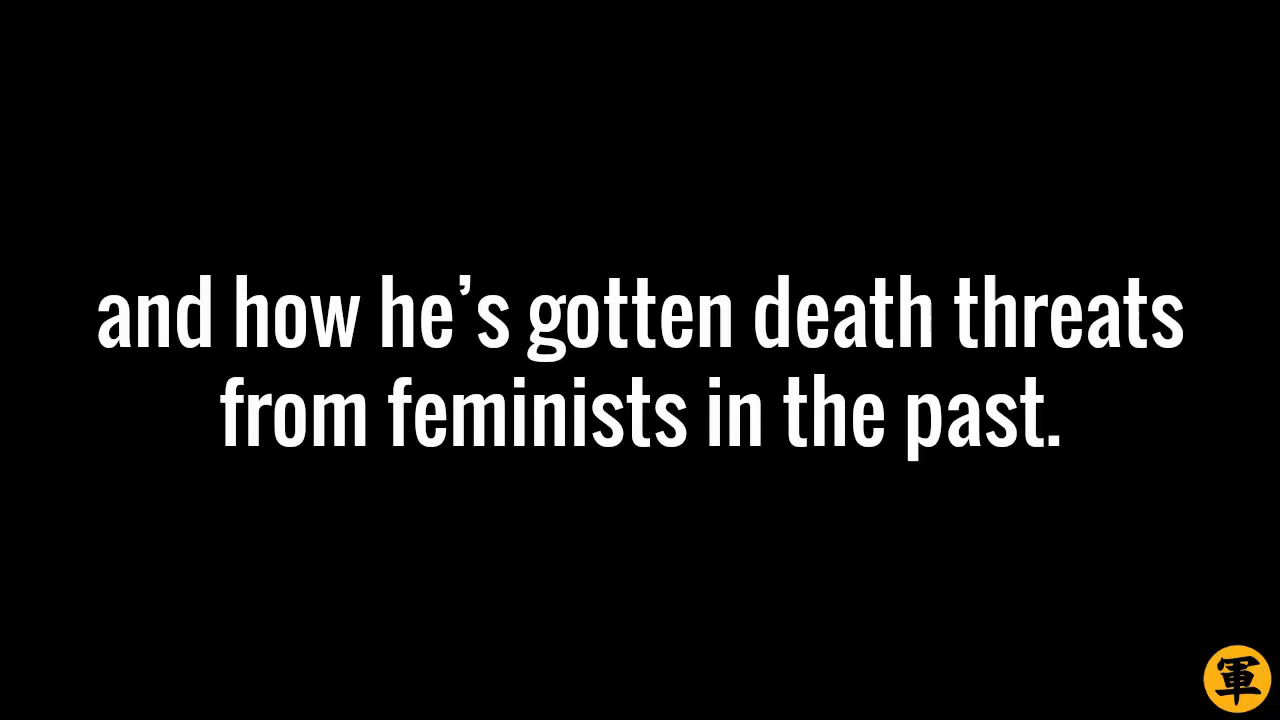 and how he’s gotten death threats
from feminists in the past.
軍